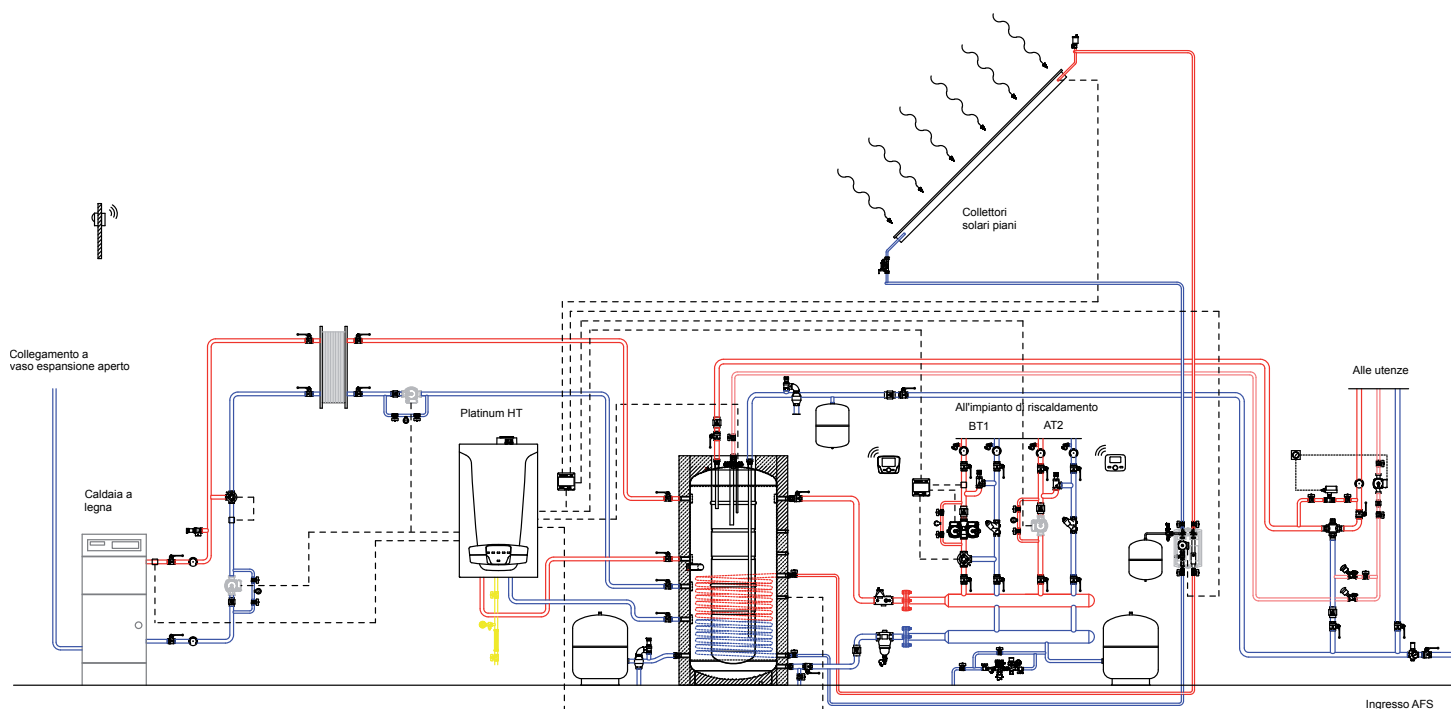 Collettori
solari piani
Collegamento a
vaso espansione aperto
Alle utenze
Platinum HT
All'impianto di riscaldamento
BT1
AT2
Caldaia a
legna
Ingresso AFS